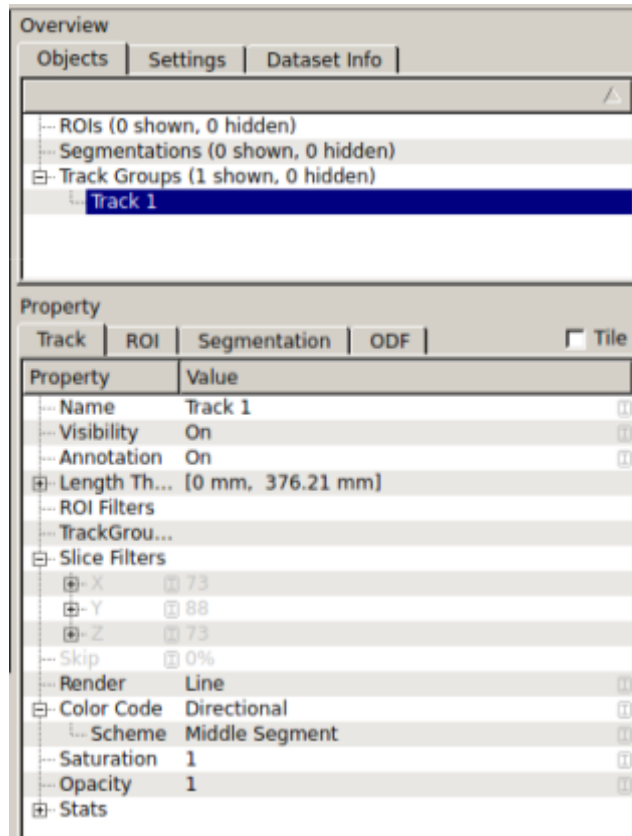 Overview
Objects Settings Dataset Info
ROIs (0 shown, 0 hidden)
Segmentations (0 shown, 0 hidden)
Track Groups (1 shown, 0 hidden)
Track 1
Property
Track ROI Segmentation ODF Tile
Property Value
Name Track 1
Visibility On
Annotation On
Length Th... [0 mm, 376.21 mm]
ROI Filters
TrackGrou...
Slice Filters
X 73
Y 88
Z 73
Skip 0%
Render Line
Color Code Directional
Scheme Middle Segment
Saturation 1
Opacity 1
Stats